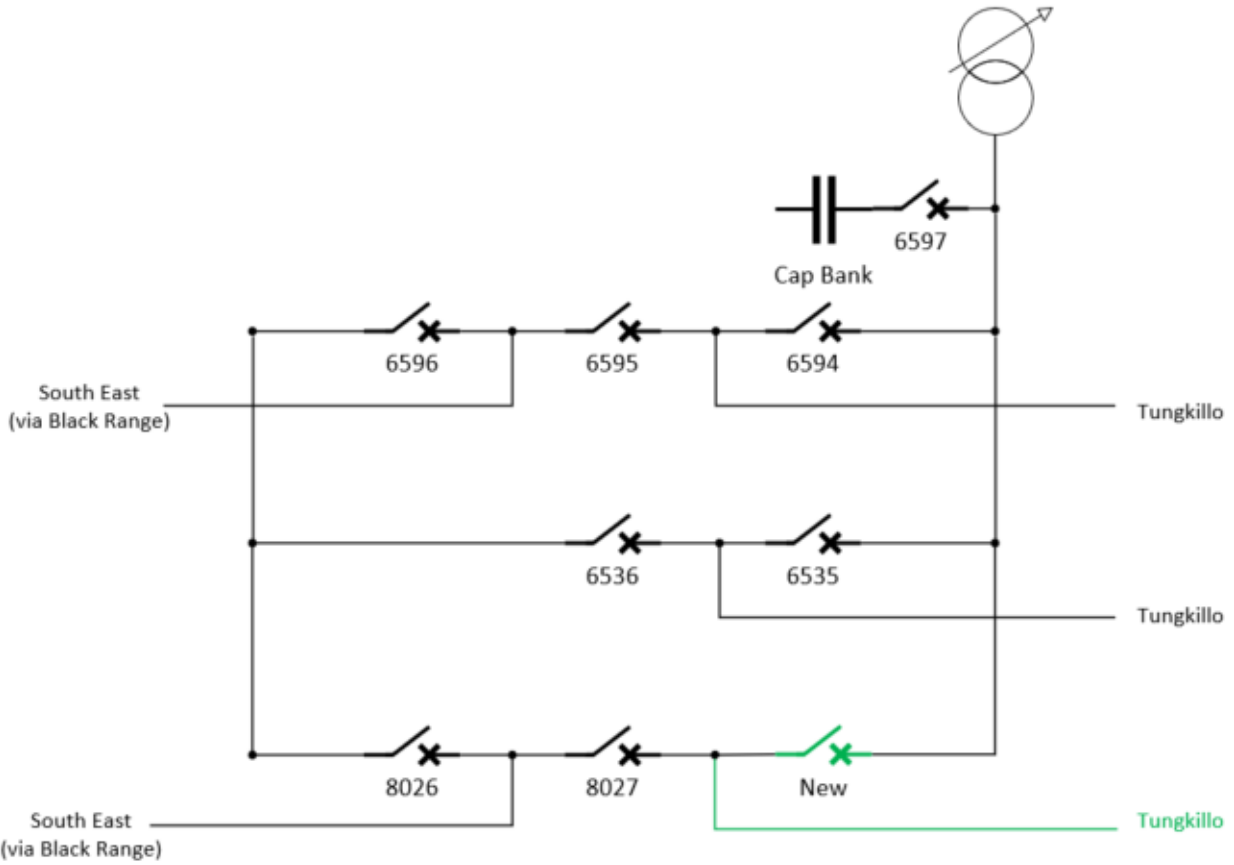 6597
Cap Bank
6596
6595
6594
South East
(via Black Range)
Tungkillo
6536
6535
Tungkillo
8026
8027
New
South East
(via Black Range)
Tungkillo